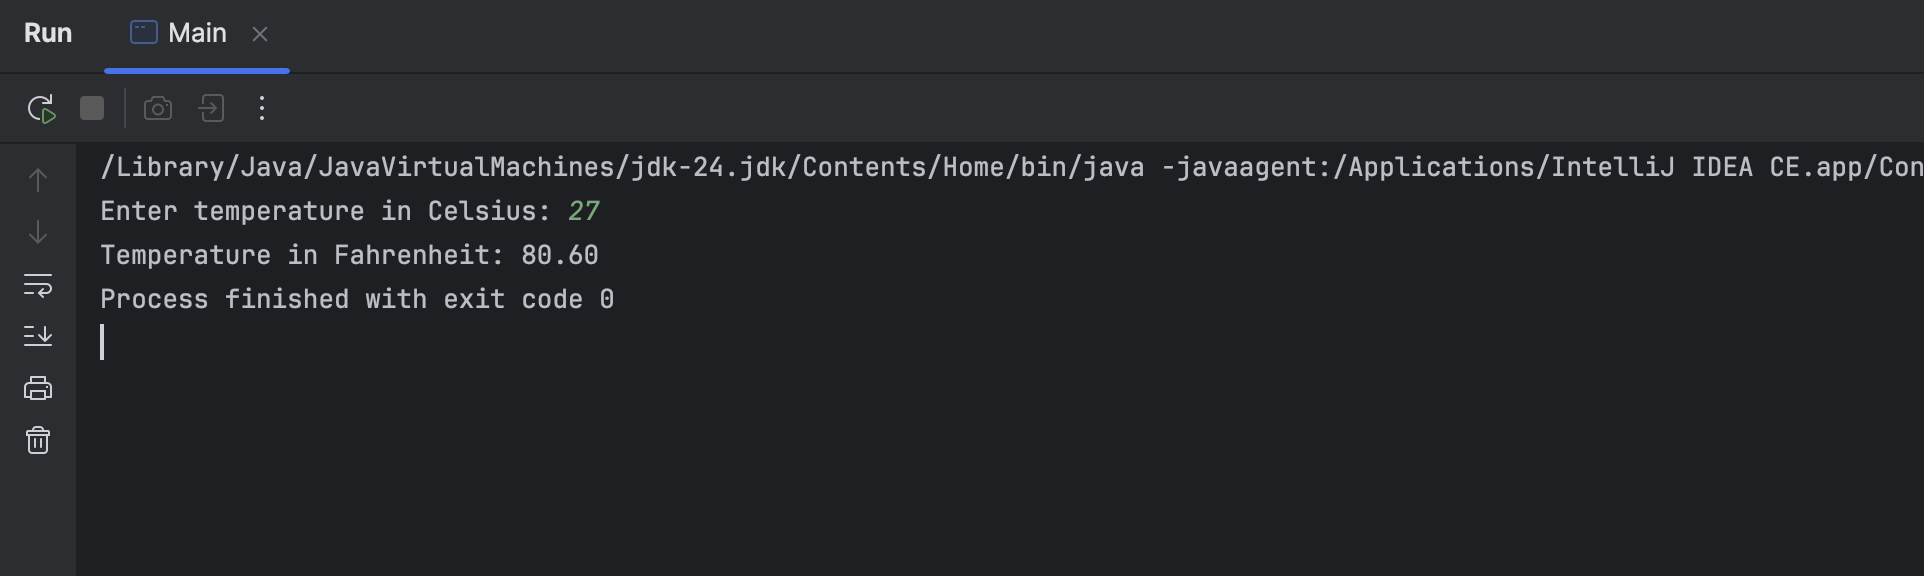 Run Main
/Library/Java/JavaVirtualMachines/jdk-24.jdk/Contents/Home/bin/java -javaagent:/Applications/IntelliJ IDEA CE.app/Con
Enter temperature in Celsius: 27
Temperature in Fahrenheit: 80.60
Process finished with exit code 0